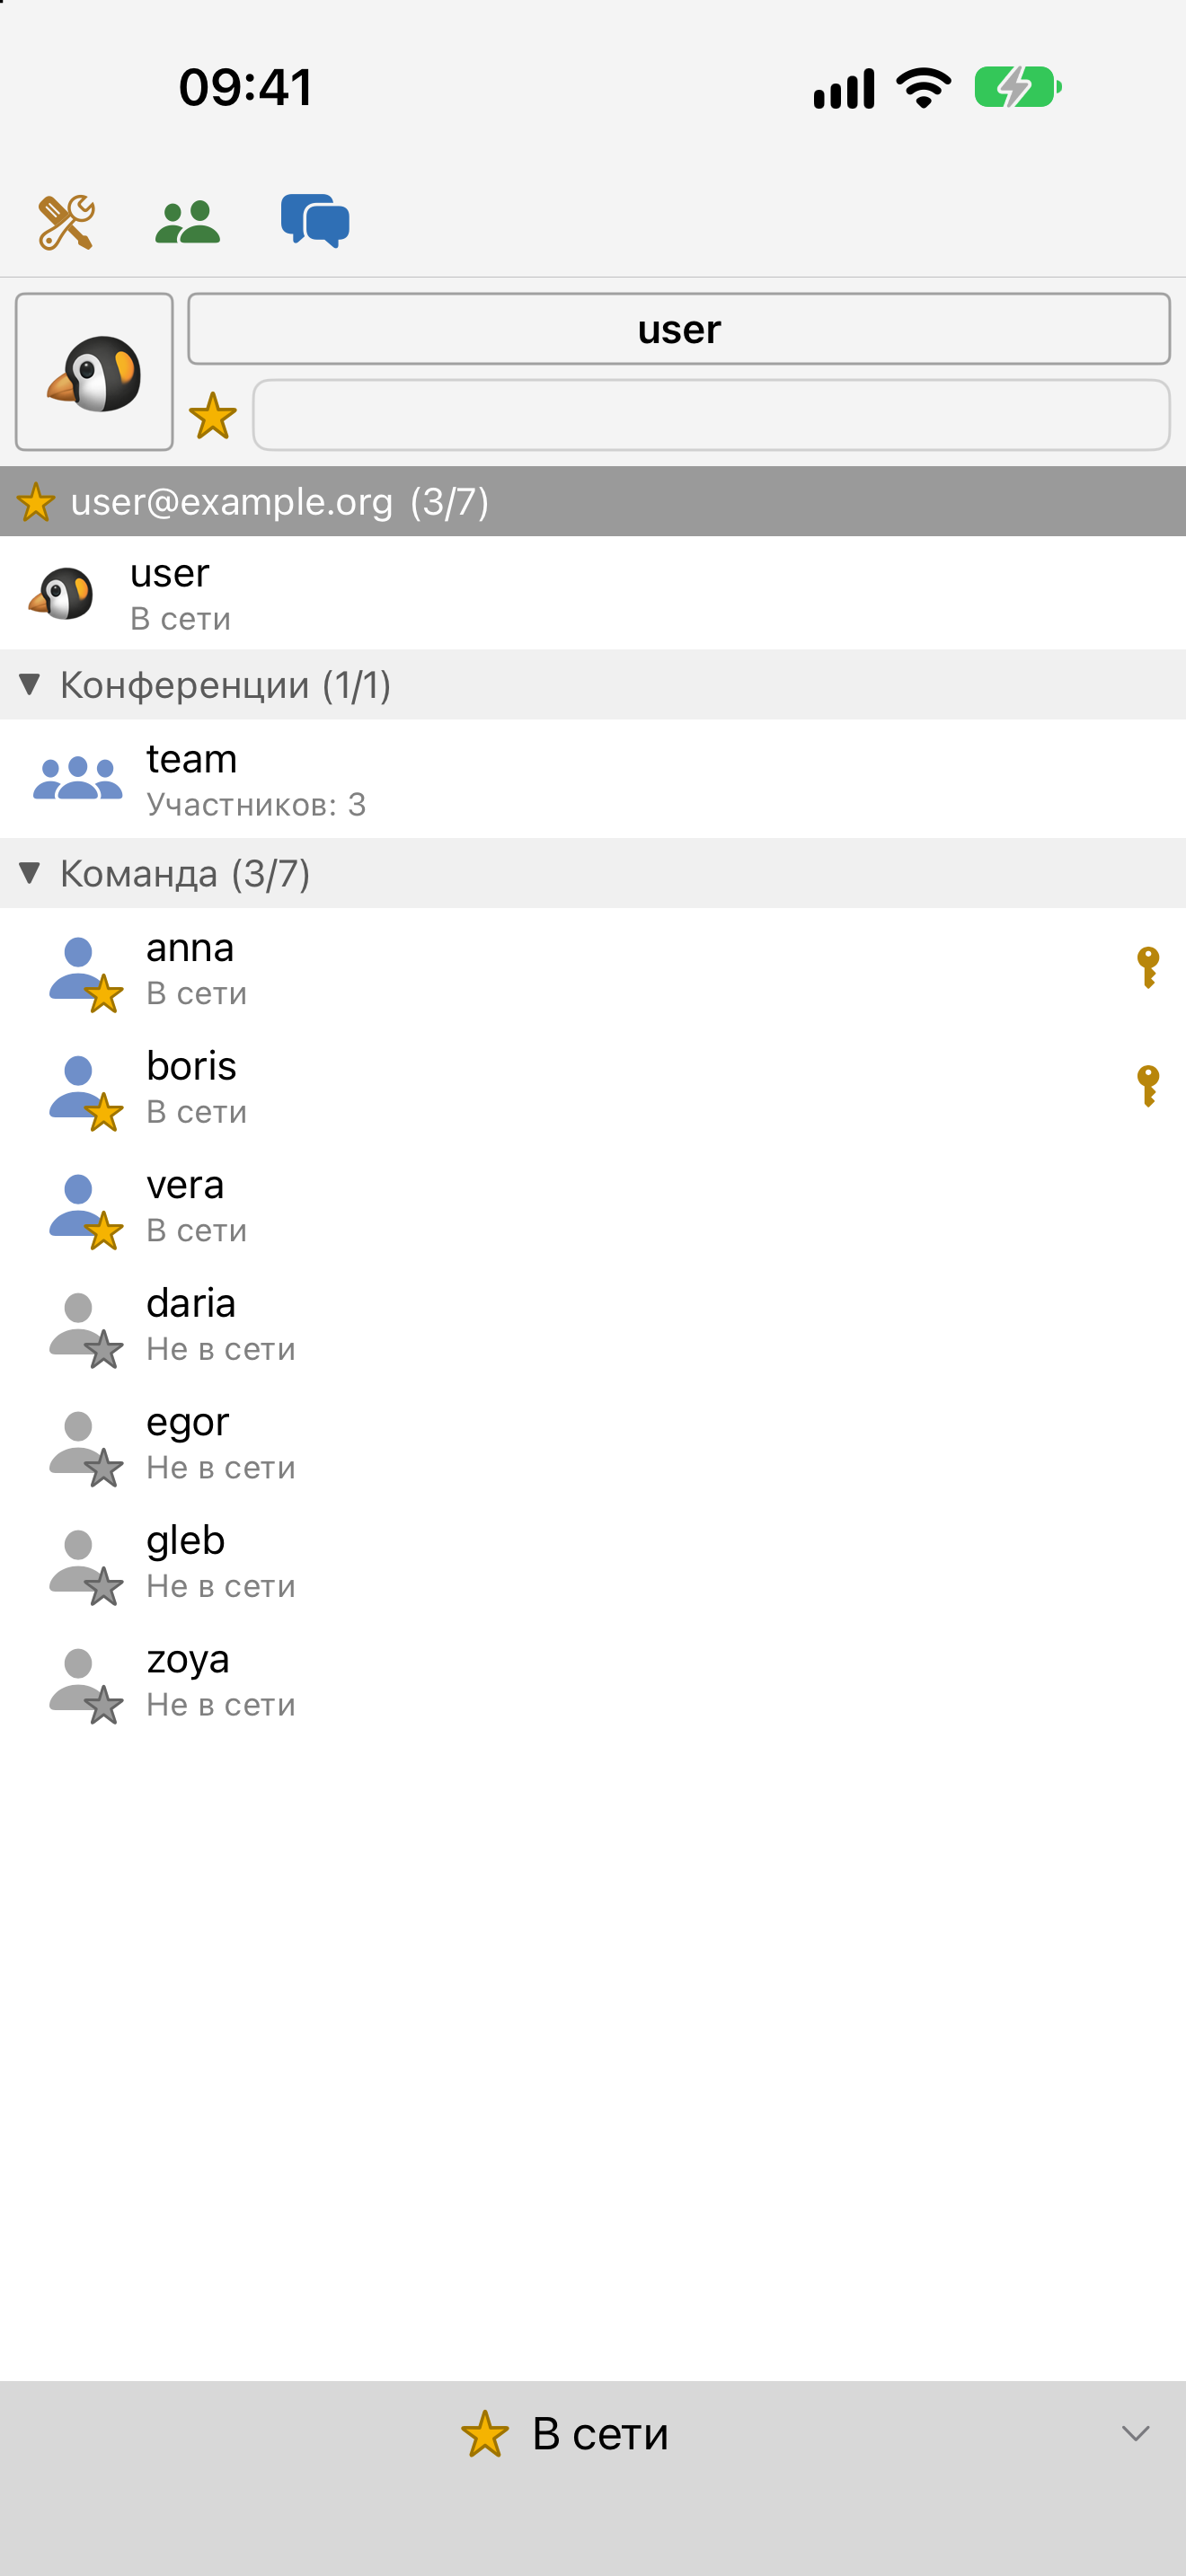 09:41
user
user@example.org (3/7)
user
В сети
Конференции (1/1)
team
Участников: 3
Команда (3/7)
anna
В сети
boris
В сети
vera
В сети
daria
Не в сети
egor
Не в сети
gleb
Не в сети
zoya
Не в сети
В сети